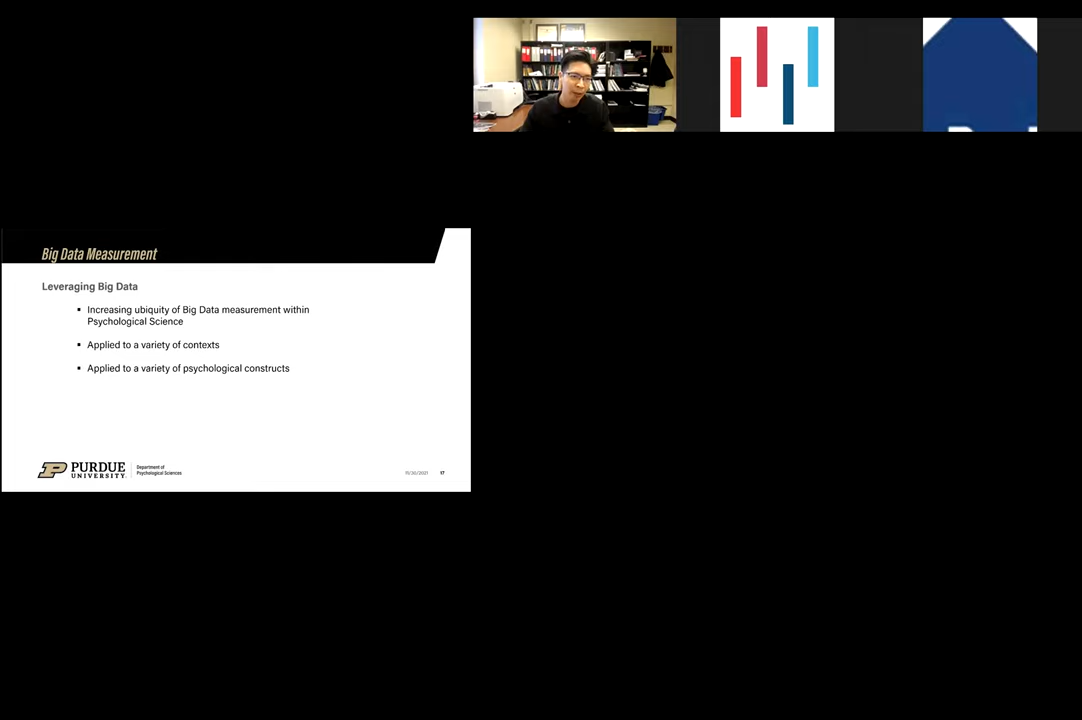 Big Data Measurement
Leveraging Big Data
▪ Increasing ubiquity of Big Data measurement within
Psychological Science
▪ Applied to a variety of contexts
▪ Applied to a variety of psychological constructs
PURDUE
UNIVERSITY
Department of
Psychological Sciences
17